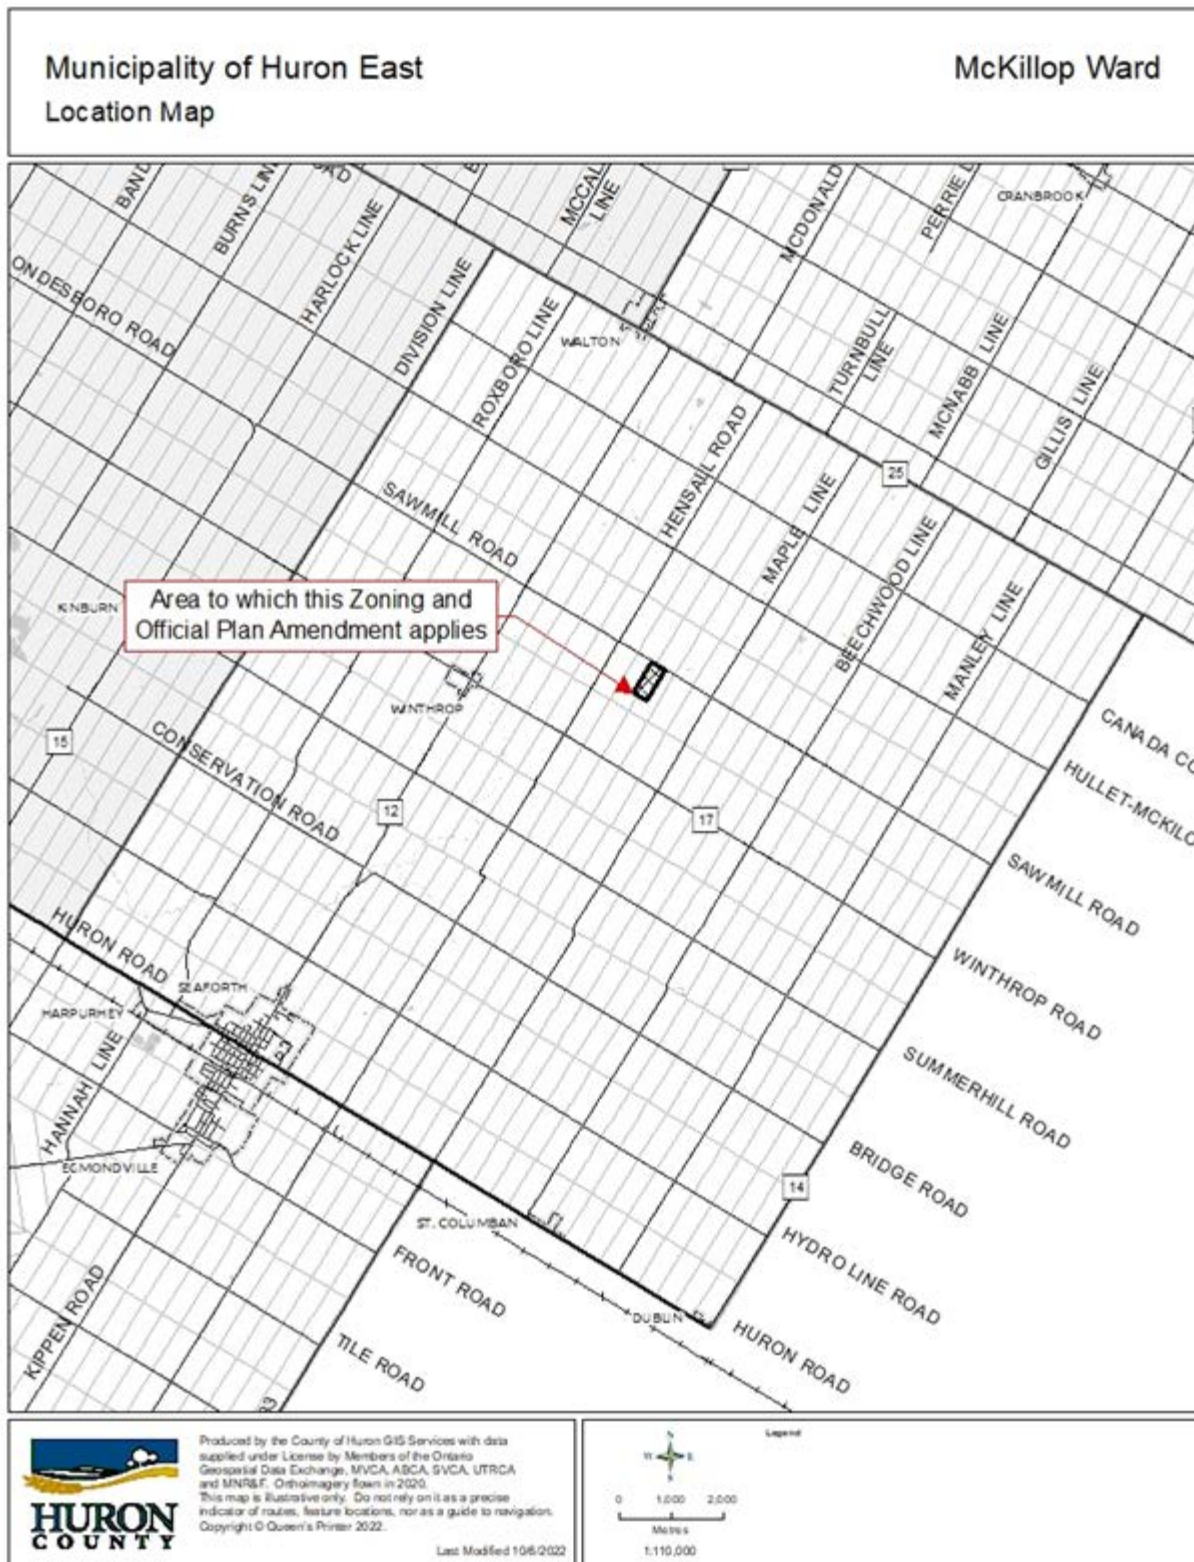 Municipality of Huron East
McKillop Ward
Location Map
BURNS LINE
HARLOCK LINE
MCCALL
LINE
MCDONALD
PERRIE L
CRANBROOK
ONDESBORO ROAD
DIVISION LINE
ROXBORO LINE
WALTON
TURNBULL
LINE
MCNABB LINE
GILLIS LINE
25
HENSALL ROAD
MAPLE LINE
SAWMILL ROAD
BEECHWOOD LINE
MANLEY LINE
KINBURN
Area to which this Zoning and
Official Plan Amendment applies
WINTHROP
15
CONSERVATION ROAD
12
17
CANADA CO
HULLET-MCKILO
SAWMILL ROAD
WINTHROP ROAD
SUMMERHILL ROAD
BRIDGE ROAD
14
HYDRO LINE ROAD
HURON ROAD
HURON ROAD
SEAFORTH
HARPURHEY
HANNAH LINE
EGMONDVILLE
ST. COLUMBAN
FRONT ROAD
DUBLIN
TILE ROAD
KIPPEN ROAD
HURON
COUNTY
Produced by the County of Huron GIS Services with data
supplied under License by Members of the Ontario
Geospatial Data Exchange, MVCA, ABCA, SVCA, UTRCA
and MNR&F. Orthoimagery flown in 2020.
This map is illustrative only. Do not rely on it as a precise
indicator of routes, feature locations, nor as a guide to navigation.
Copyright © Queen's Printer 2022.
Last Modified 10/6/2022
Legend
N
W E
S
0 1,000 2,000
Metres
1:110,000